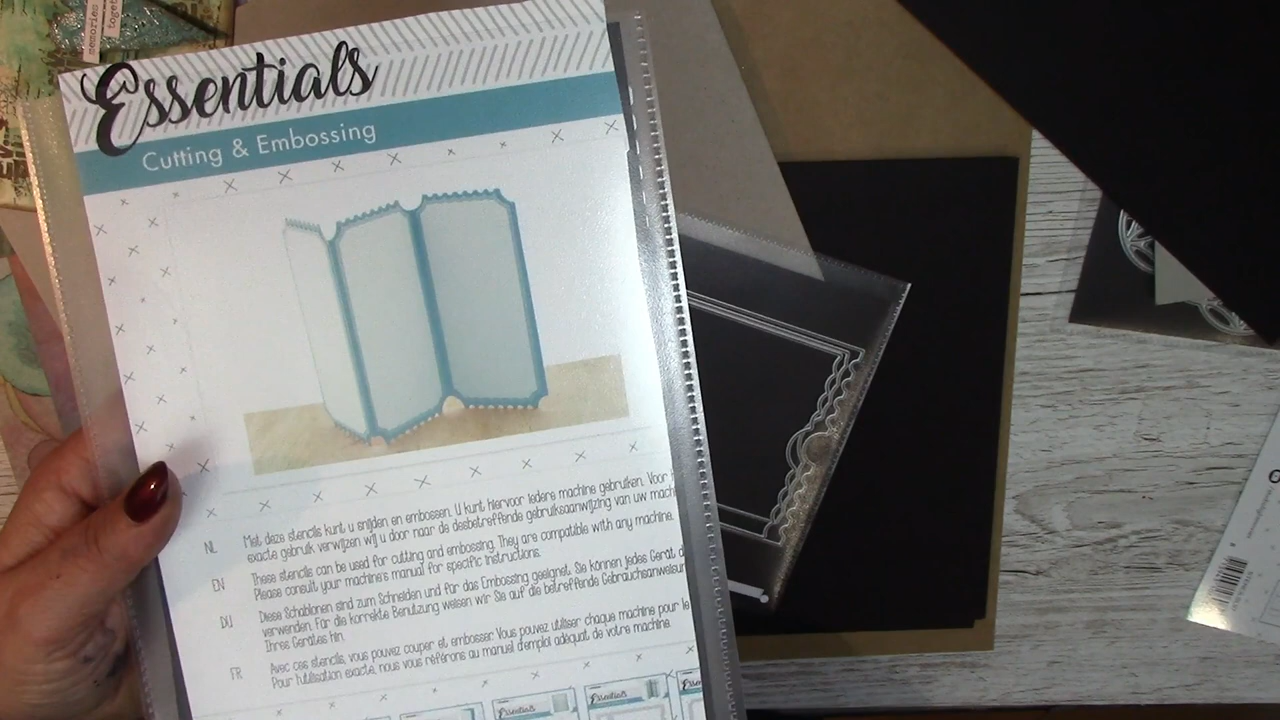 memories
together
Essentials
Cutting & Embossing
NL Met deze stencils kunt u snijden en embossen. U kunt hiervoor iedere machine gebruiken. Voor
exacte gebruik verwijzen wij u door naar de desbetreffende gebruiksaanwijzing van uw mach
EN These stencils can be used for cutting and embossing. They are compatible with any machine.
Please consult your machine's manual for specific instructions.
DU Diese Schablonen sind zum Schneiden und für das Embossing geeignet. Sie können jedes Gerät
verwenden. Für die korrekte Benutzung weisen wir Sie auf die betreffende Gebrauchsanweisun
Ihres Gerätes hin.
FR Avec ces stencils, vous pouvez couper et embosser. Vous pouvez utiliser chaque machine pour le
Pour l'utilisation exacte, nous vous référons au manuel d'emploi adéquat de votre machine.
Essentials
Essentials